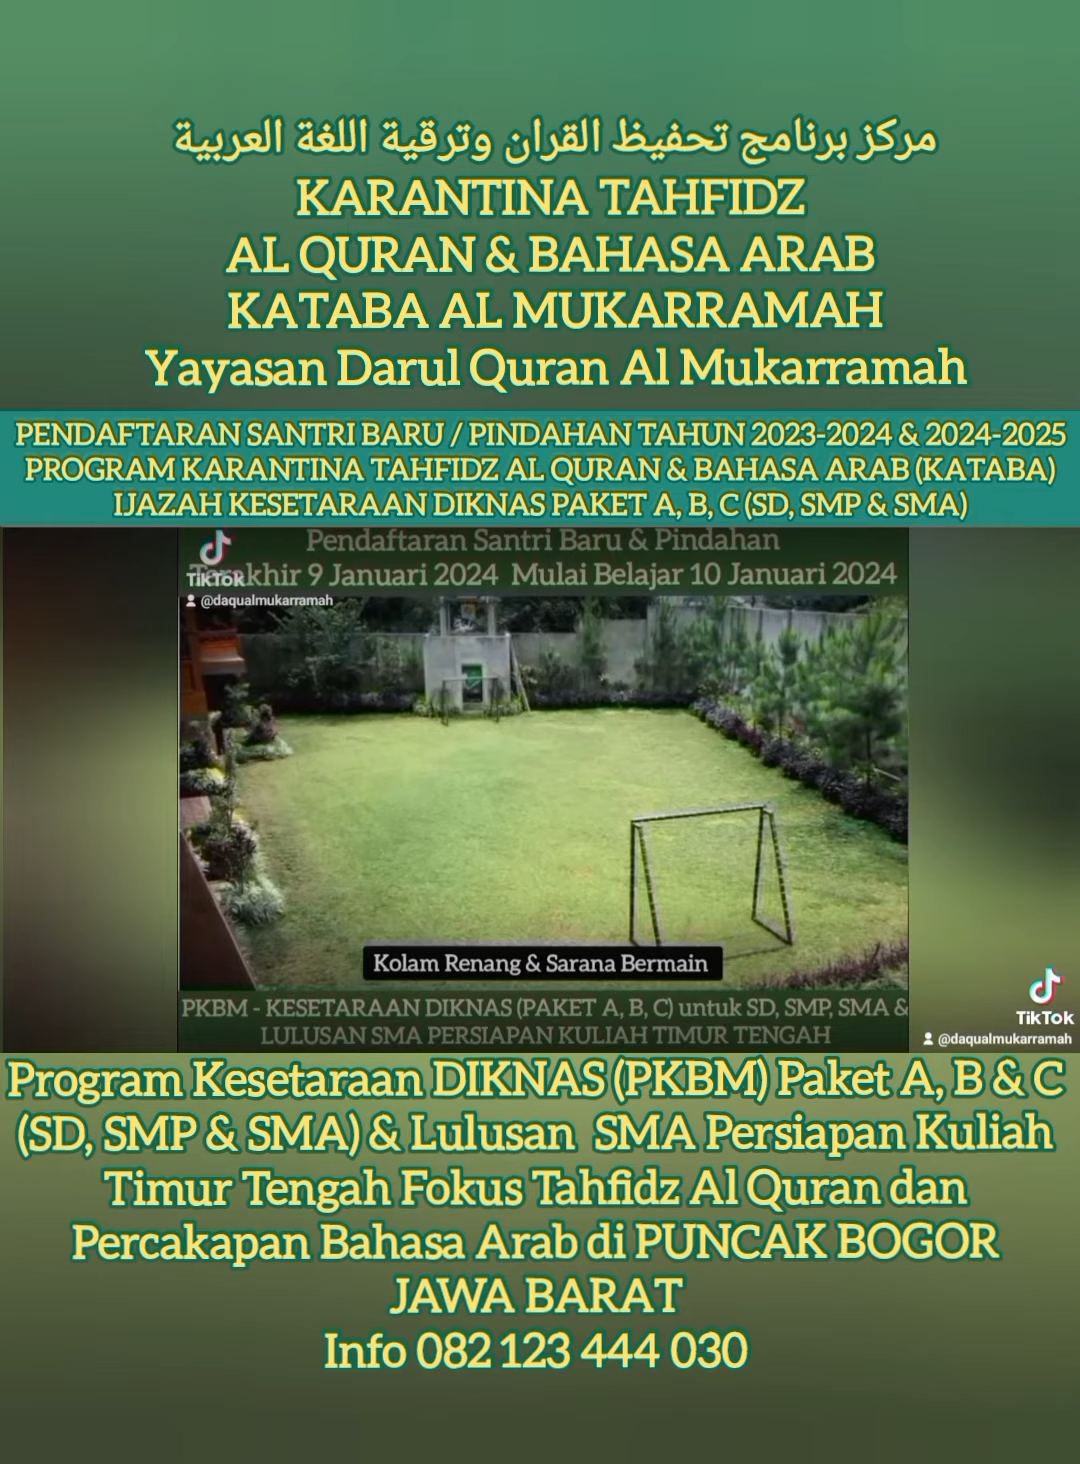 مركز برنامج تحفيظ القران وترقية اللغة العربية
KARANTINA TAHFIDZ
AL QURAN & BAHASA ARAB
KATABA AL MUKARRAMAH
Yayasan Darul Quran Al Mukarramah
PENDAFTARAN SANTRI BARU / PINDAHAN TAHUN 2023-2024 & 2024-2025
PROGRAM KARANTINA TAHFIDZ AL QURAN & BAHASA ARAB (KATABA)
IJAZAH KESETARAAN DIKNAS PAKET A, B, C (SD, SMP & SMA)
Pendaftaran Santri Baru & Pindahan
Terakhir 9 Januari 2024 Mulai Belajar 10 Januari 2024
TikTok
@daqualmukarramah
Kolam Renang & Sarana Bermain
PKBM - KESETARAAN DIKNAS (PAKET A, B, C) untuk SD, SMP, SMA &
LULUSAN SMA PERSIAPAN KULIAH TIMUR TENGAH
TikTok
@daqualmukarramah
Program Kesetaraan DIKNAS (PKBM) Paket A, B & C
(SD, SMP & SMA) & Lulusan SMA Persiapan Kuliah
Timur Tengah Fokus Tahfidz Al Quran dan
Percakapan Bahasa Arab di PUNCAK BOGOR
JAWA BARAT
Info 082 123 444 030